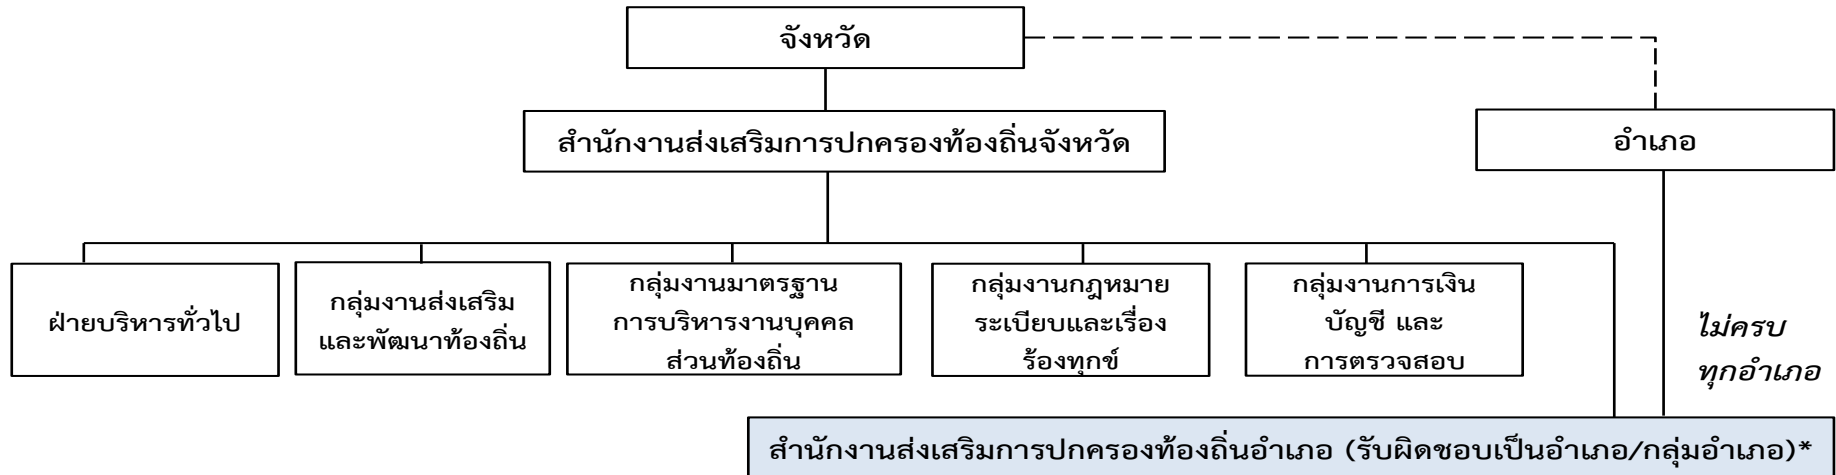 จังหวัด
สำนักงานส่งเสริมการปกครองท้องถิ่นจังหวัด
อำเภอ
ฝ่ายบริหารทั่วไป
กลุ่มงานส่งเสริม
และพัฒนาท้องถิ่น
กลุ่มงานมาตรฐาน
การบริหารงานบุคคล
ส่วนท้องถิ่น
กลุ่มงานกฎหมาย
ระเบียบและเรื่อง
ร้องทุกข์
กลุ่มงานการเงิน
บัญชี และ
การตรวจสอบ
ไม่ครบ
ทุกอำเภอ
สำนักงานส่งเสริมการปกครองท้องถิ่นอำเภอ (รับผิดชอบเป็นอำเภอ/กลุ่มอำเภอ)*